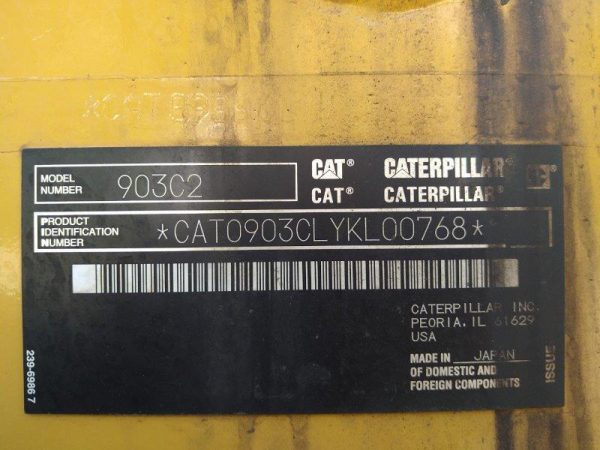 MODEL NUMBER 903C2
CAT® CATERPILLAR®
CAT® CATERPILLAR®
PRODUCT IDENTIFICATION NUMBER *CAT0903CLYKL00768*
CATERPILLAR INC.
PEORIA, IL 61629
USA
MADE IN JAPAN
OF DOMESTIC AND
FOREIGN COMPONENTS
ISSUE
239-6986 7